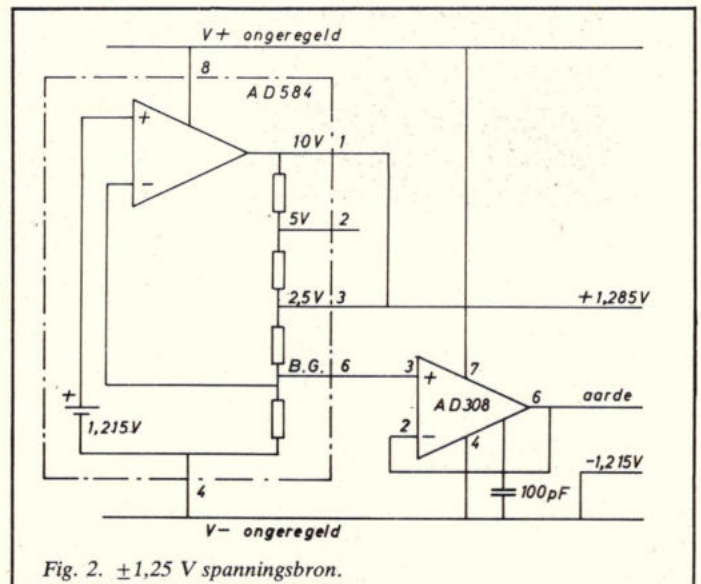 V+ ongeregeld
8
AD584
+
10V 1
−
5V 2
2,5V 3
+1,285V
B.G. 6
3
7
+
+
AD308
6
aarde
1,215V
2
−
4
−1,215V
4
100pF
V− ongeregeld
Fig. 2. ±1,25 V spanningsbron.